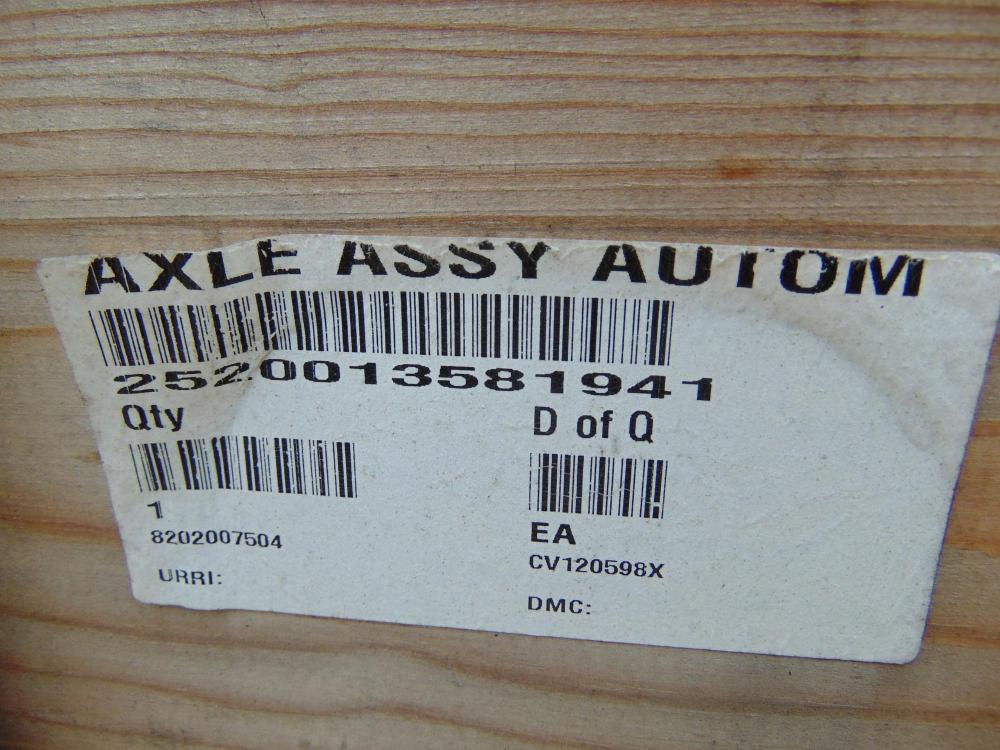 AXLE ASSY AUTOM
2520013581941
Qty D of Q
1 EA
8202007504 CV120598X
URRI: DMC: